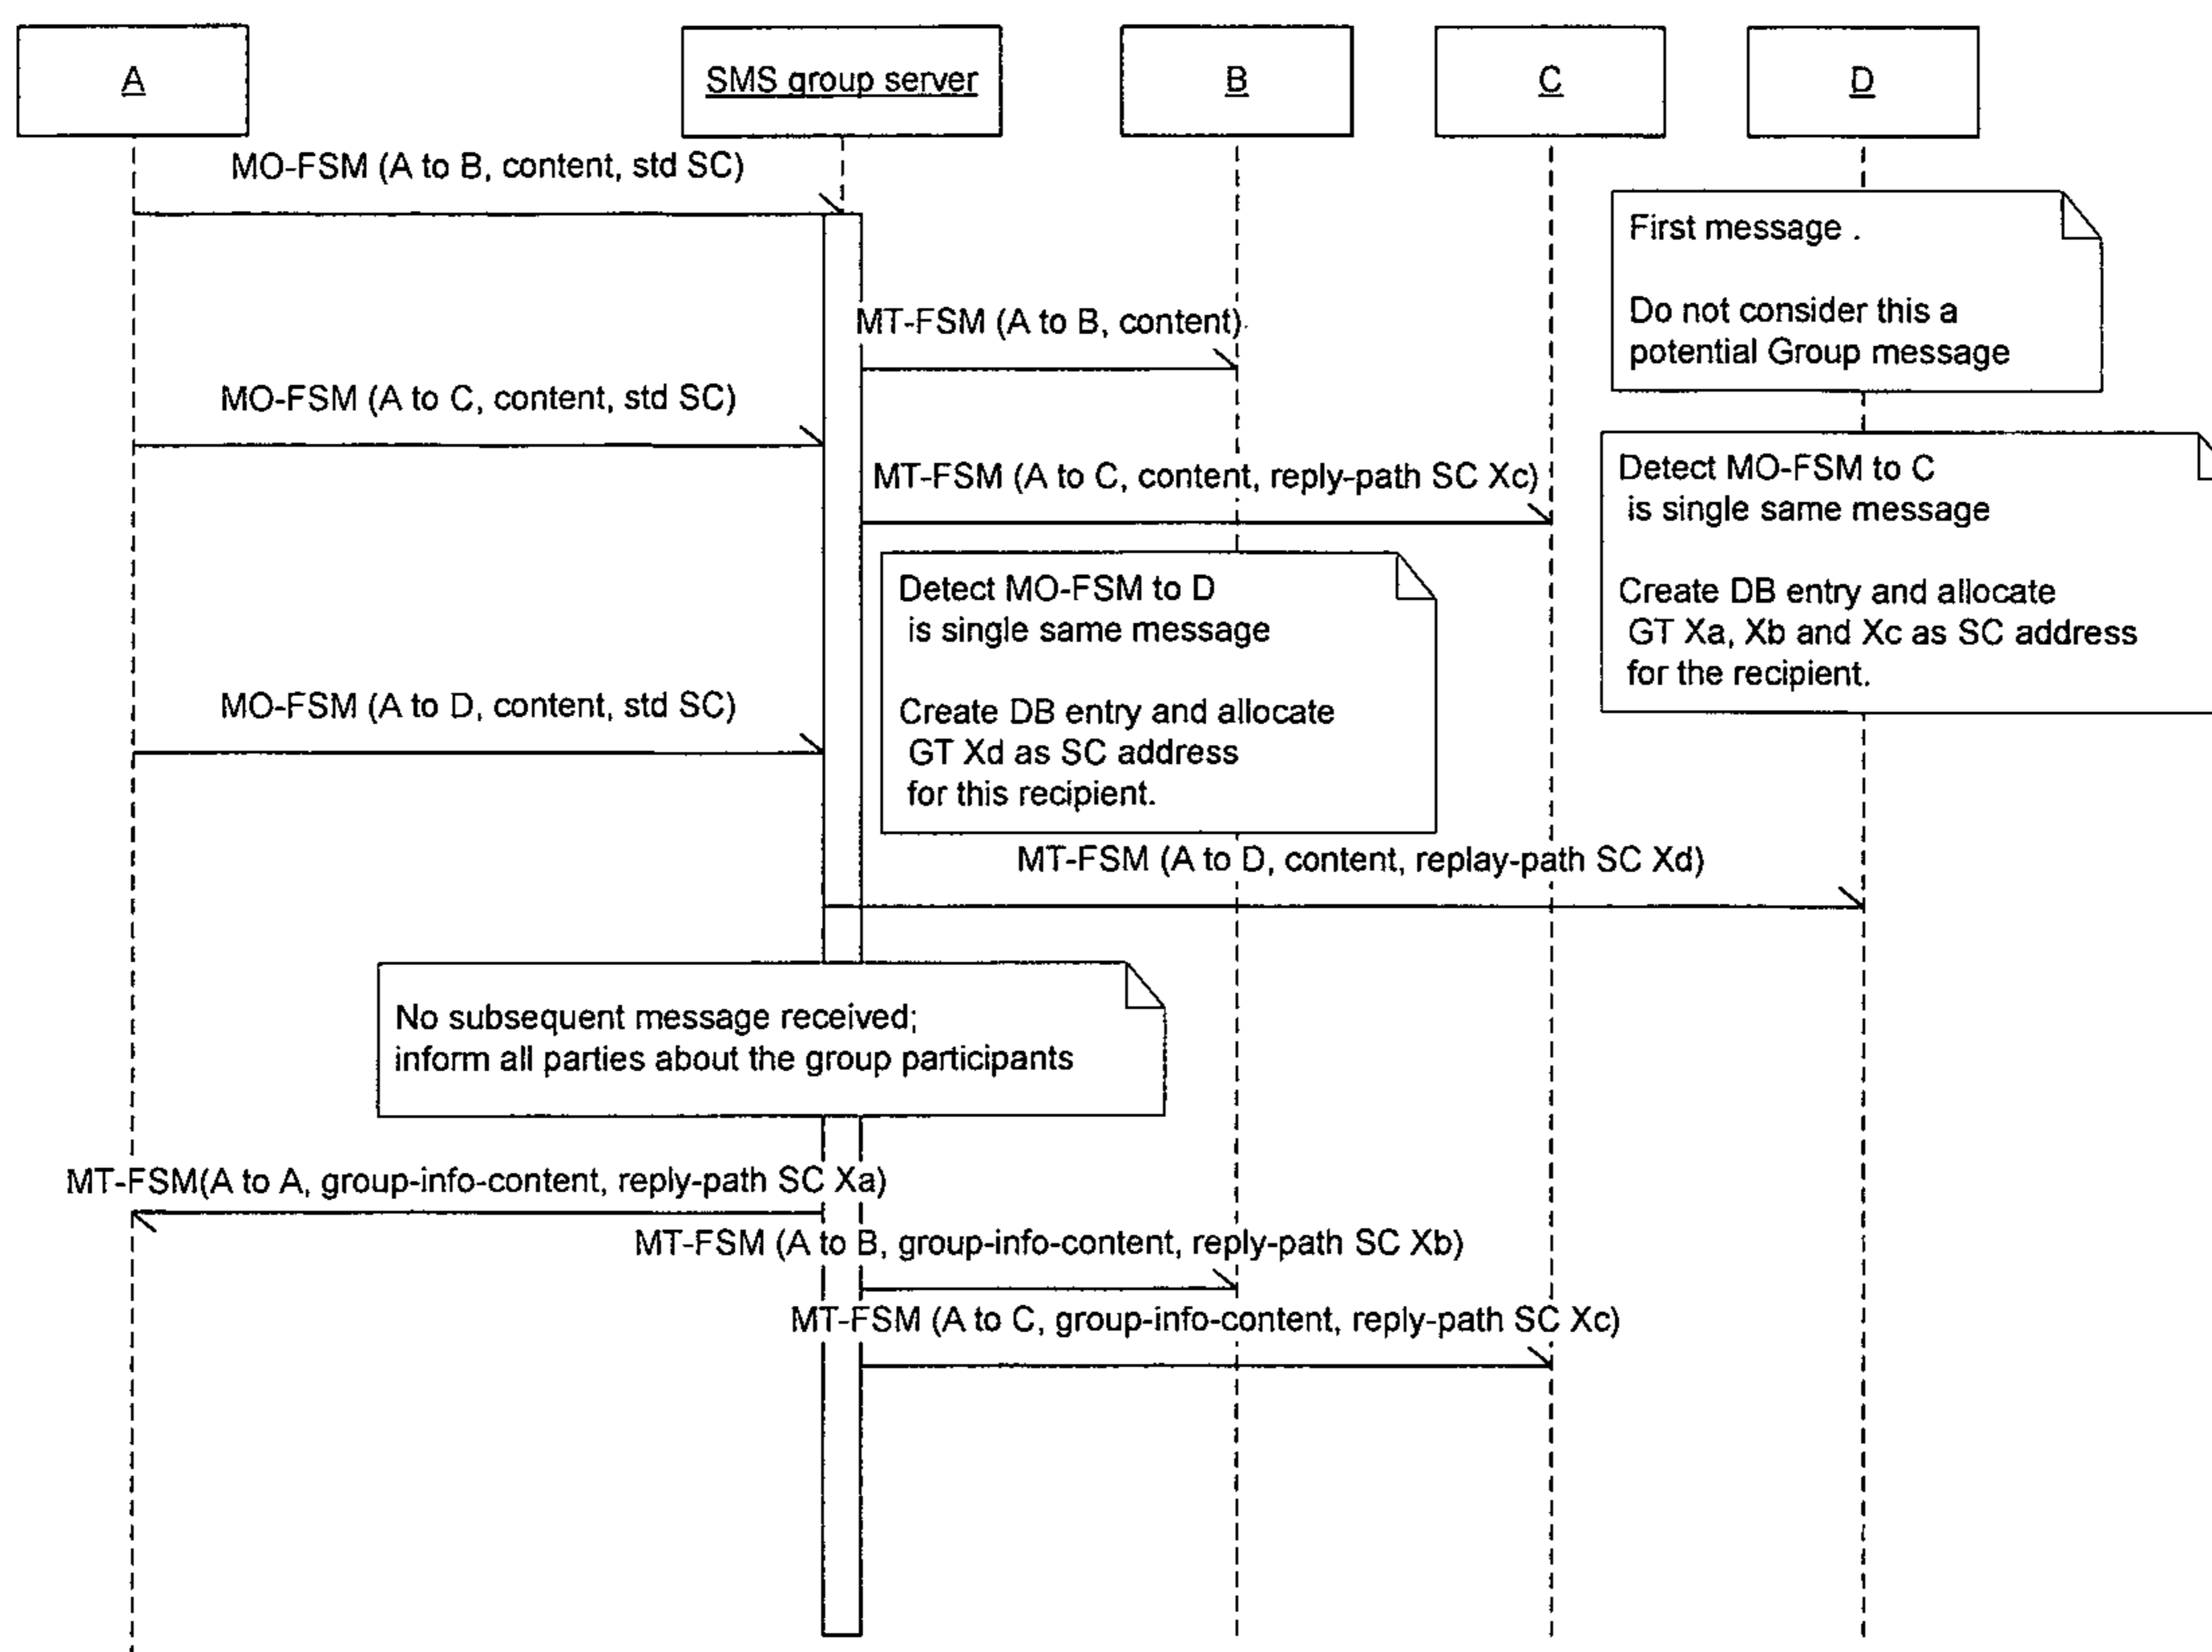 A
SMS group server
B
C
D
MO-FSM (A to B, content, std SC)
First message .
Do not consider this a
potential Group message
MT-FSM (A to B, content)
MO-FSM (A to C, content, std SC)
MT-FSM (A to C, content, reply-path SC Xc)
Detect MO-FSM to C
is single same message
Create DB entry and allocate
GT Xa, Xb and Xc as SC address
for the recipient.
Detect MO-FSM to D
is single same message
Create DB entry and allocate
GT Xd as SC address
for this recipient.
MO-FSM (A to D, content, std SC)
MT-FSM (A to D, content, replay-path SC Xd)
No subsequent message received;
inform all parties about the group participants
MT-FSM(A to A, group-info-content, reply-path SC Xa)
MT-FSM (A to B, group-info-content, reply-path SC Xb)
MT-FSM (A to C, group-info-content, reply-path SC Xc)